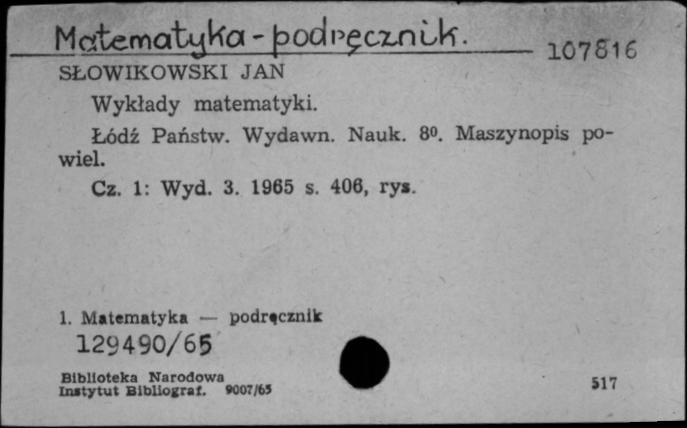 Matematyka - podręcznik.
107816
SŁOWIKOWSKI JAN
Wykłady matematyki.
Łódź Państw. Wydawn. Nauk. 8⁰. Maszynopis po-
wiel.
Cz. 1: Wyd. 3. 1965 s. 406, rys.
1. Matematyka — podręcznik
129490/65
Biblioteka Narodowa
Instytut Bibliograf. 9007/65
517